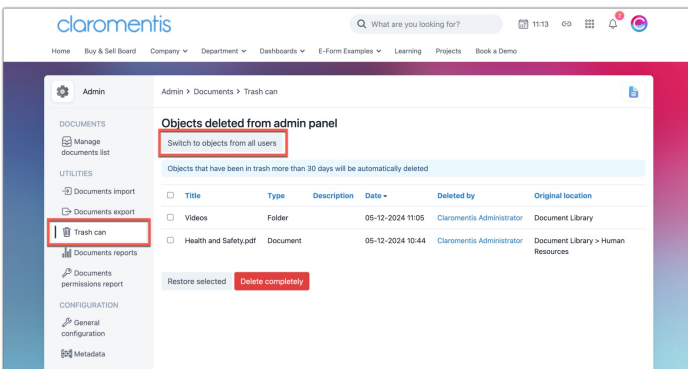 claromentis
What are you looking for?
11:13
2
Home Buy & Sell Board Company Department Dashboards E-Form Examples Learning Projects Book a Demo
Admin
Admin > Documents > Trash can
DOCUMENTS
Manage
documents list
UTILITIES
Documents import
Documents export
Trash can
Documents reports
Documents
permissions report
CONFIGURATION
General
configuration
Metadata
Objects deleted from admin panel
Switch to objects from all users
Objects that have been in trash more than 30 days will be automatically deleted
Title Type Description Date Deleted by Original location
Videos Folder 05-12-2024 11:05 Claromentis Administrator Document Library
Health and Safety.pdf Document 05-12-2024 10:44 Claromentis Administrator Document Library > Human
Resources
Restore selected Delete completely